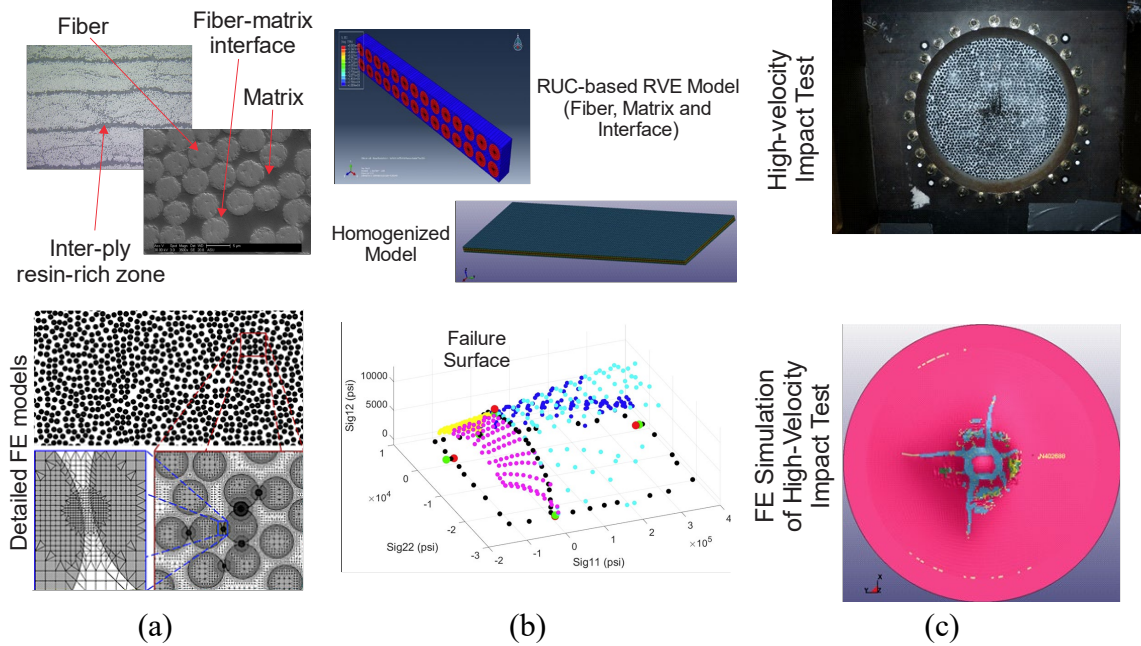 Fiber
Fiber-matrix
interface
Matrix
Inter-ply
resin-rich zone
Detailed FE models
(a)
RUC-based RVE Model
(Fiber, Matrix and
Interface)
Homogenized
Model
Failure
Surface
Sig12 (psi)
10000
5000
0
1
0
-1
-2
-3
×10⁴
Sig22 (psi)
-2
-1
0
1
2
3
4
×10⁵
Sig11 (psi)
(b)
High-velocity
Impact Test
FE Simulation
of High-Velocity
Impact Test
N402686
X
Y
Z
(c)